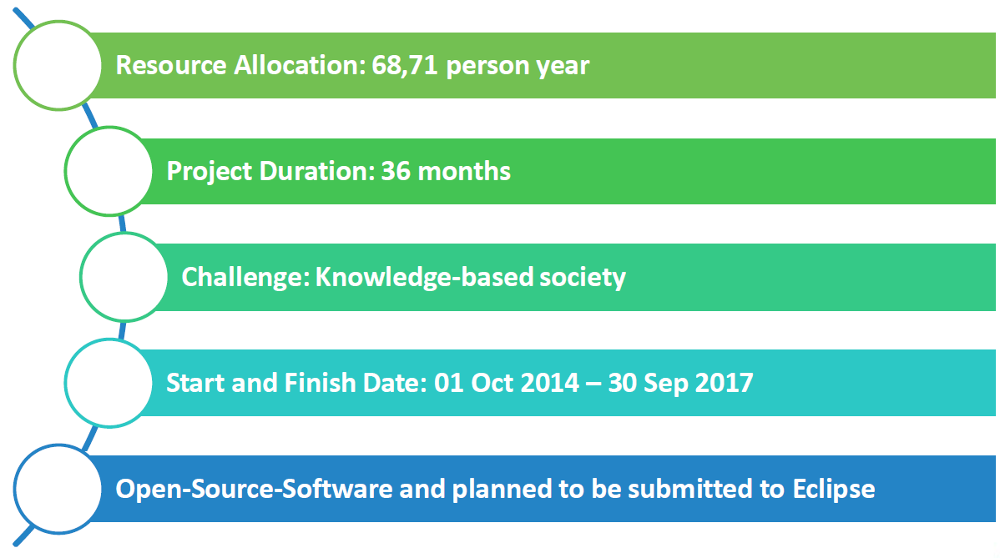 Resource Allocation: 68,71 person year
Project Duration: 36 months
Challenge: Knowledge-based society
Start and Finish Date: 01 Oct 2014 – 30 Sep 2017
Open-Source-Software and planned to be submitted to Eclipse